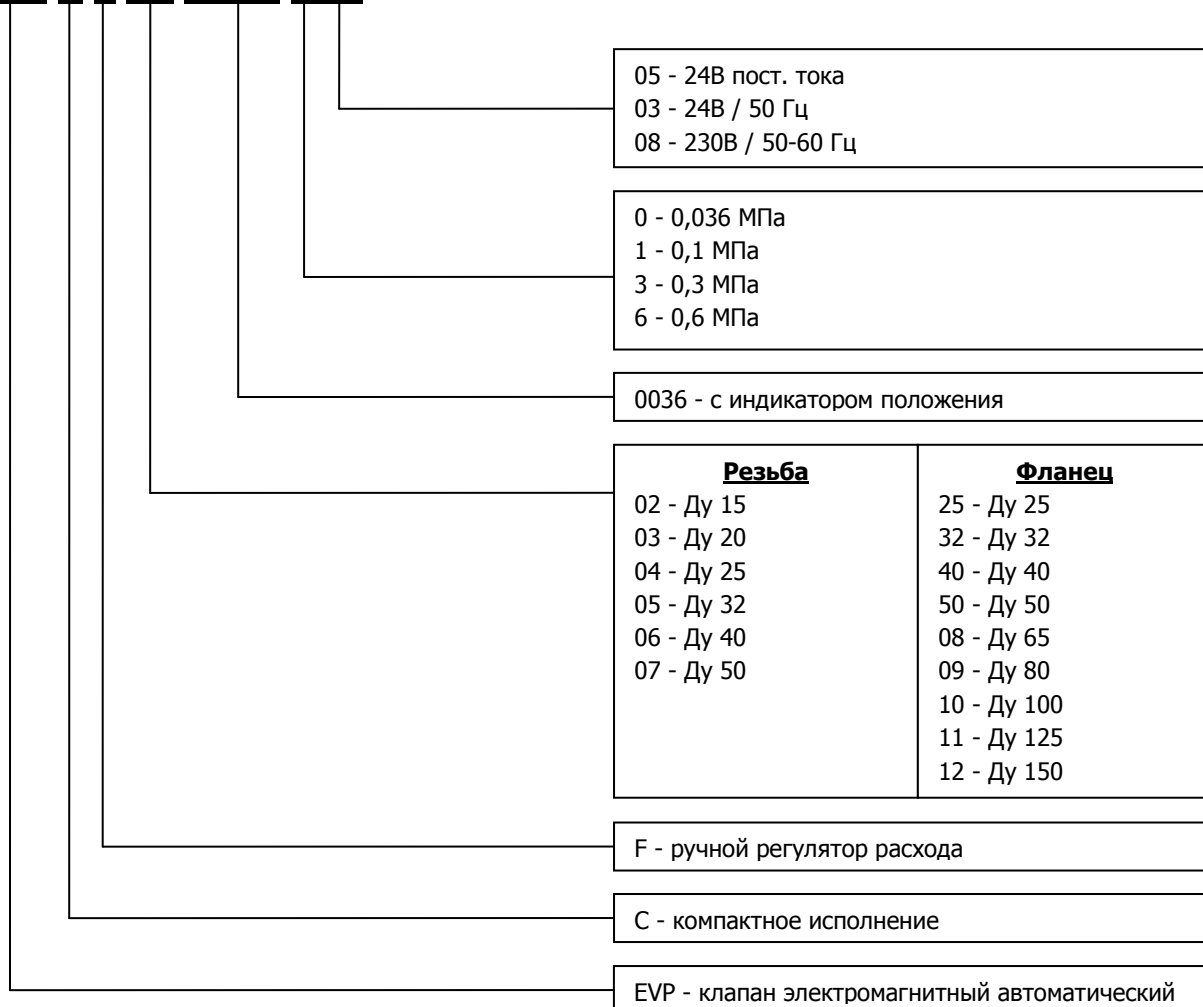 05 - 24В пост. тока
03 - 24В / 50 Гц
08 - 230В / 50-60 Гц
0 - 0,036 МПа
1 - 0,1 МПа
3 - 0,3 МПа
6 - 0,6 МПа
0036 - с индикатором положения
Резьба
02 - Ду 15
03 - Ду 20
04 - Ду 25
05 - Ду 32
06 - Ду 40
07 - Ду 50
Фланец
25 - Ду 25
32 - Ду 32
40 - Ду 40
50 - Ду 50
08 - Ду 65
09 - Ду 80
10 - Ду 100
11 - Ду 125
12 - Ду 150
F - ручной регулятор расхода
C - компактное исполнение
EVP - клапан электромагнитный автоматический